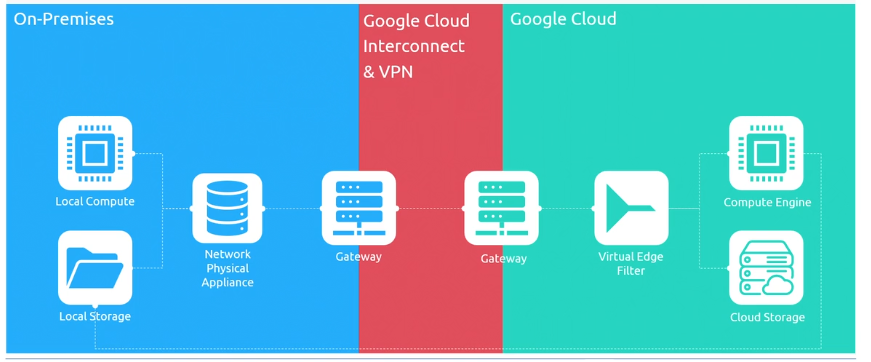 On-Premises
Google Cloud
Interconnect
& VPN
Google Cloud
Local Compute
Local Storage
Network
Physical
Appliance
Gateway
Gateway
Virtual Edge
Filter
Compute Engine
Cloud Storage